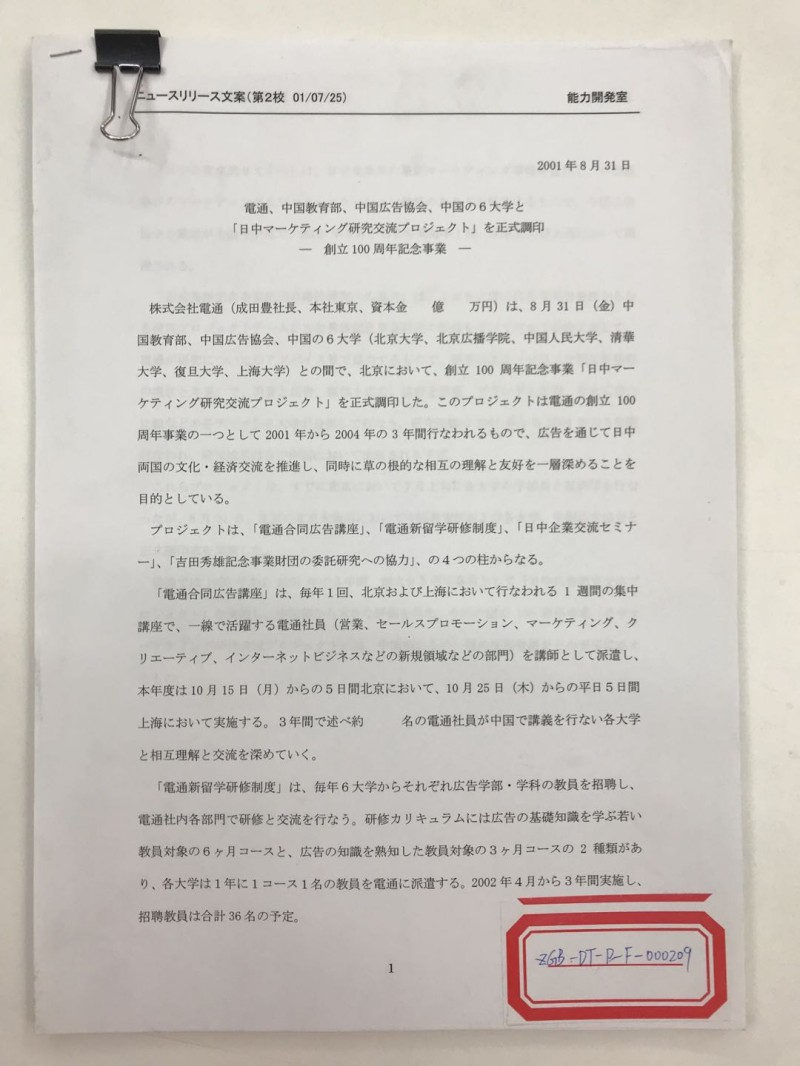 ニュースリリース文案(第2校 01/07/25) 能力開発室
2001年8月31日
電通、中国教育部、中国広告協会、中国の6大学と
「日中マーケティング研究交流プロジェクト」を正式調印
― 創立100周年記念事業 ―
株式会社電通(成田豊社長、本社東京、資本金　　億　　万円)は、8月31日(金)中
国教育部、中国広告協会、中国の6大学(北京大学、北京広播学院、中国人民大学、清華
大学、復旦大学、上海大学)との間で、北京において、創立100周年記念事業「日中マー
ケティング研究交流プロジェクト」を正式調印した。このプロジェクトは電通の創立100
周年事業の一つとして2001年から2004年の3年間行なわれるもので、広告を通じて日中
両国の文化・経済交流を推進し、同時に草の根的な相互の理解と友好を一層深めることを
目的としている。
プロジェクトは、「電通合同広告講座」、「電通新留学研修制度」、「日中企業交流セミナ
ー」、「吉田秀雄記念事業財団の委託研究への協力」、の4つの柱からなる。
「電通合同広告講座」は、毎年1回、北京および上海において行なわれる1週間の集中
講座で、一線で活躍する電通社員(営業、セールスプロモーション、マーケティング、ク
リエーティブ、インターネットビジネスなどの新規領域などの部門)を講師として派遣し、
本年度は10月15日(月)からの5日間北京において、10月25日(木)からの平日5日間
上海において実施する。3年間で述べ約　　　名の電通社員が中国で講義を行ない各大学
と相互理解と交流を深めていく。
「電通新留学研修制度」は、毎年6大学からそれぞれ広告学部・学科の教員を招聘し、
電通社内各部門で研修と交流を行なう。研修カリキュラムには広告の基礎知識を学ぶ若い
教員対象の6ヶ月コースと、広告の知識を熟知した教員対象の3ヶ月コースの2種類があ
り、各大学は1年に1コース1名の教員を電通に派遣する。2002年4月から3年間実施し、
招聘教員は合計36名の予定。
1
ZGB-DT-P-F-000209